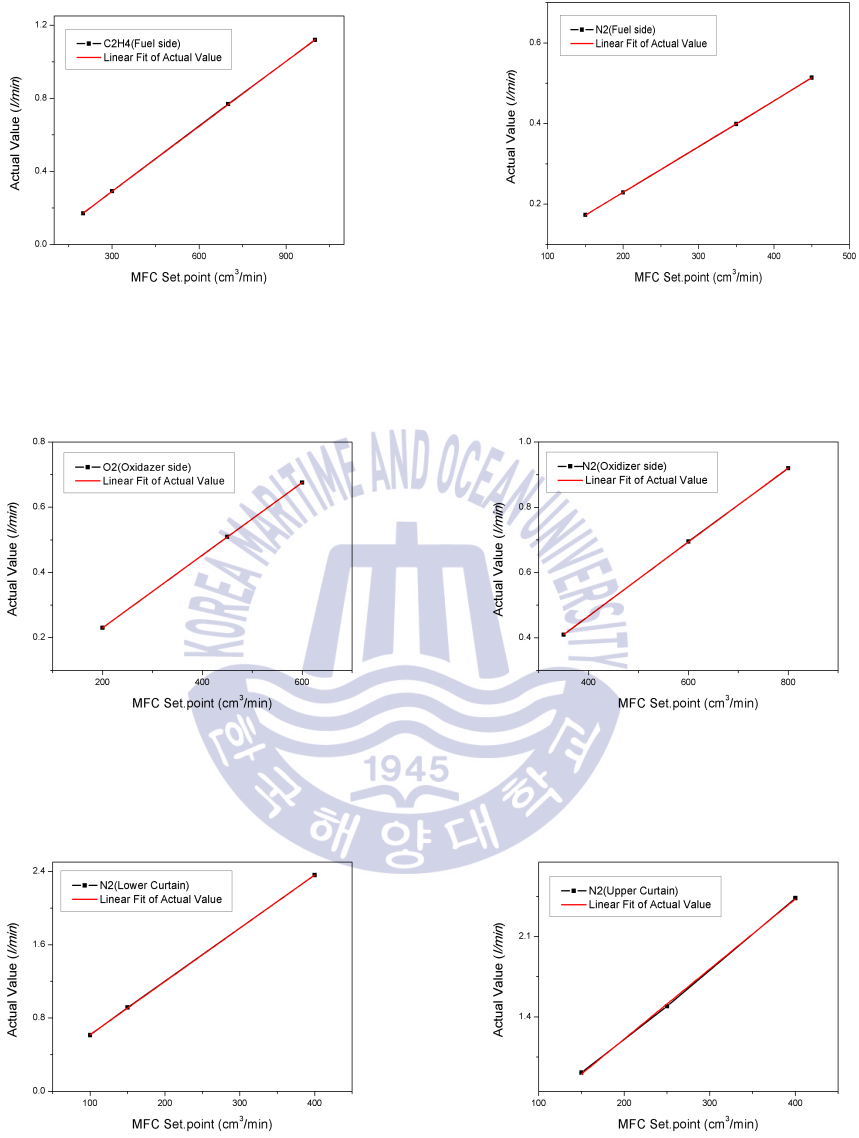 C2H4(Fuel side)
Linear Fit of Actual Value
1.2
0.8
0.4
0.0
300
600
900
Actual Value (l/min)
MFC Set.point (cm³/min)
N2(Fuel side)
Linear Fit of Actual Value
0.6
0.4
0.2
100
200
300
400
500
Actual Value (l/min)
MFC Set.point (cm³/min)
O2(Oxidazer side)
Linear Fit of Actual Value
0.8
0.6
0.4
0.2
200
400
600
Actual Value (l/min)
MFC Set.point (cm³/min)
N2(Oxidizer side)
Linear Fit of Actual Value
1.0
0.8
0.6
0.4
400
600
800
Actual Value (l/min)
MFC Set.point (cm³/min)
KOREA MARITIME AND OCEAN UNIVERSITY
1945
한국해양대학교
N2(Lower Curtain)
Linear Fit of Actual Value
2.4
1.6
0.8
0.0
100
200
300
400
Actual Value (l/min)
MFC Set.point (cm³/min)
N2(Upper Curtain)
Linear Fit of Actual Value
2.1
1.4
100
200
300
400
Actual Value (l/min)
MFC Set.point (cm³/min)